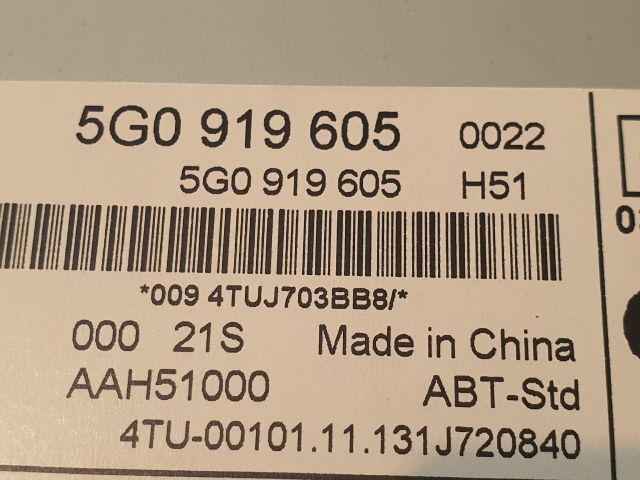 5G0 919 605 0022
5G0 919 605 H51
*009 4TUJ703BB8/*
000 21S Made in China
AAH51000 ABT-Std
4TU-00101.11.131J720840